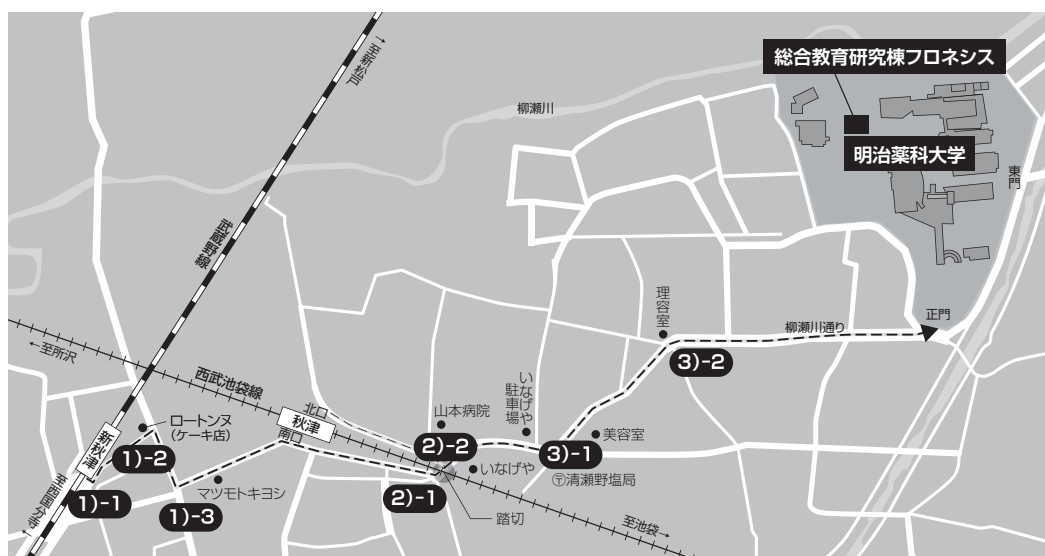 総合教育研究棟フロネシス
明治薬科大学
東門
正門
→至新松戸
柳瀬川
武蔵野線
←至所沢
西武池袋線
北口
秋津
南口
新秋津
←至西国分寺
ロートンヌ
(ケーキ店)
1)-1
1)-2
1)-3
マツモトキヨシ
山本病院
2)-2
2)-1
いなげや
踏切
至池袋→
いなげや
駐車場
3)-1
美容室
〒清瀬野塩局
理容室
3)-2
柳瀬川通り